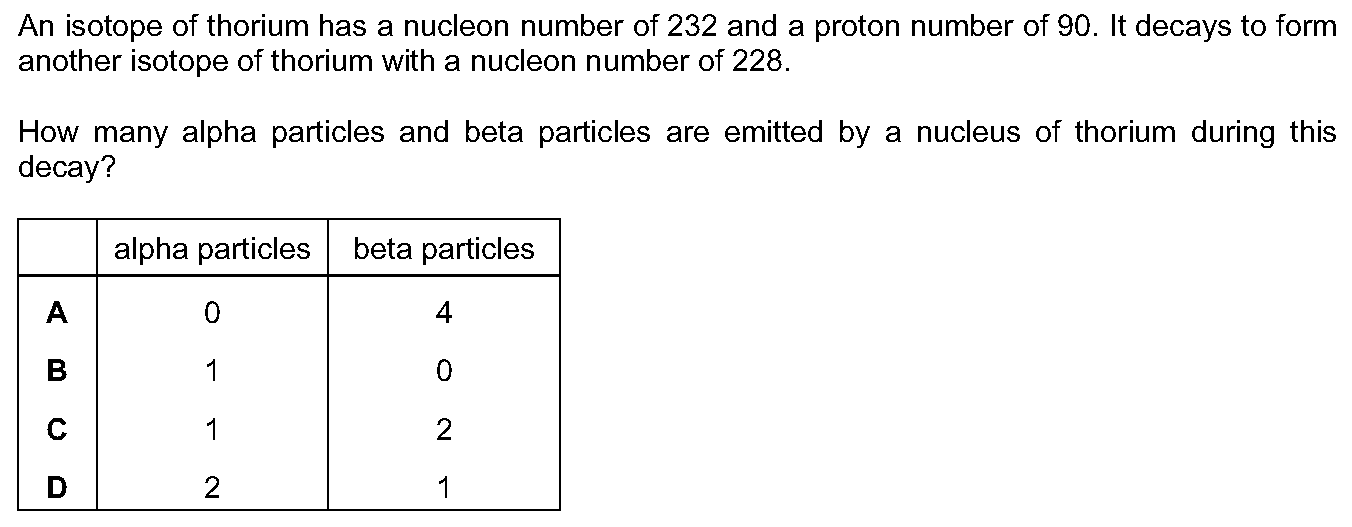 An isotope of thorium has a nucleon number of 232 and a proton number of 90. It decays to form
another isotope of thorium with a nucleon number of 228.
How many alpha particles and beta particles are emitted by a nucleus of thorium during this
decay?
alpha particles beta particles
A 0 4
B 1 0
C 1 2
D 2 1